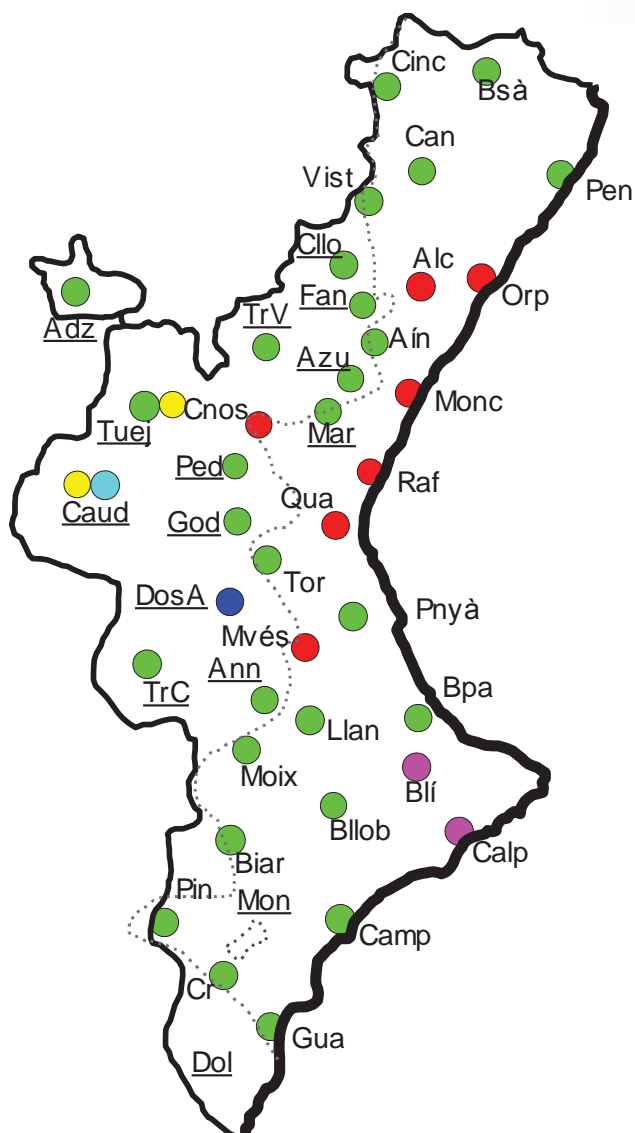 Cinc
Bsà
Can
Vist
Pen
Cllo
Alc
Adz
Fan
Orp
TrV
Aín
Azu
Monc
Cnos
Tuej
Mar
Ped
Raf
Qua
Caud
God
Tor
DosA
Pnyà
Mvés
Ann
TrC
Bpa
Llan
Moix
Blí
Bllob
Calp
Biar
Pin
Mon
Camp
Cr
Gua
Dol